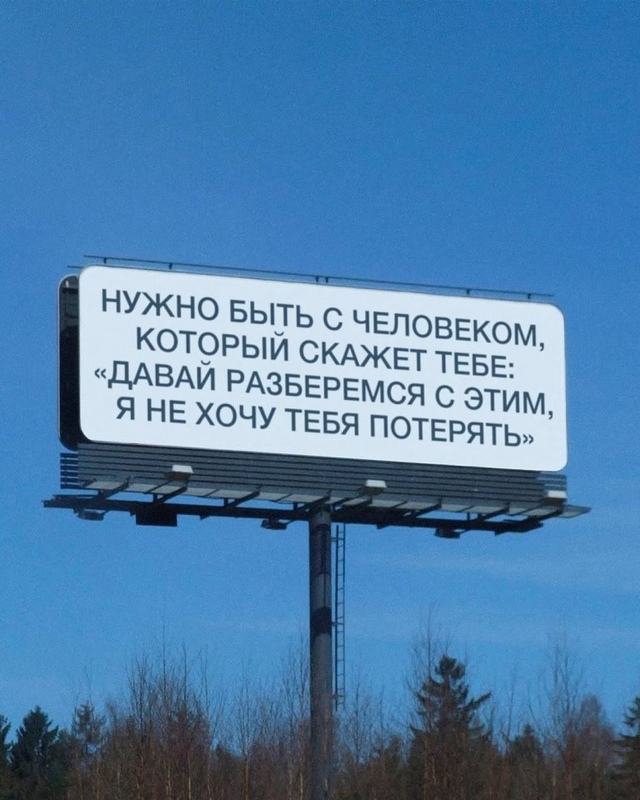 НУЖНО БЫТЬ С ЧЕЛОВЕКОМ,
КОТОРЫЙ СКАЖЕТ ТЕБЕ:
«ДАВАЙ РАЗБЕРЕМСЯ С ЭТИМ,
Я НЕ ХОЧУ ТЕБЯ ПОТЕРЯТЬ»